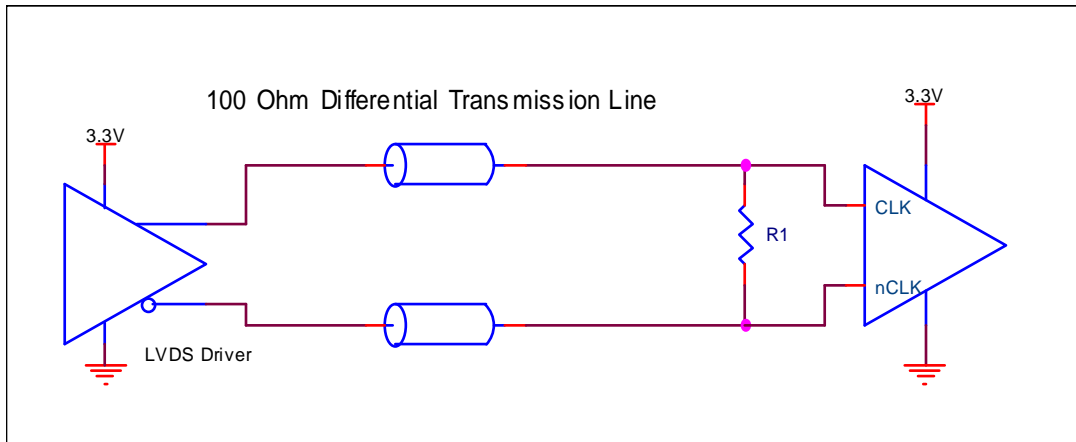 100 Ohm Differential Transmission Line
3.3V
3.3V
CLK
R1
nCLK
LVDS Driver